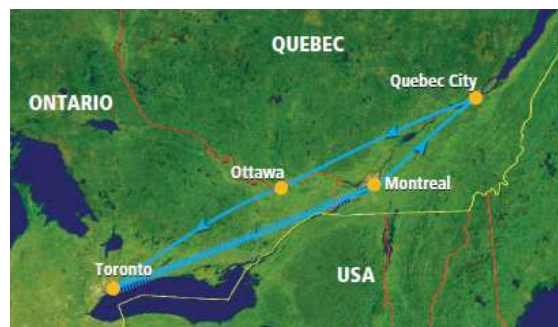 QUEBEC
Quebec City
ONTARIO
Ottawa
Montreal
Toronto
USA